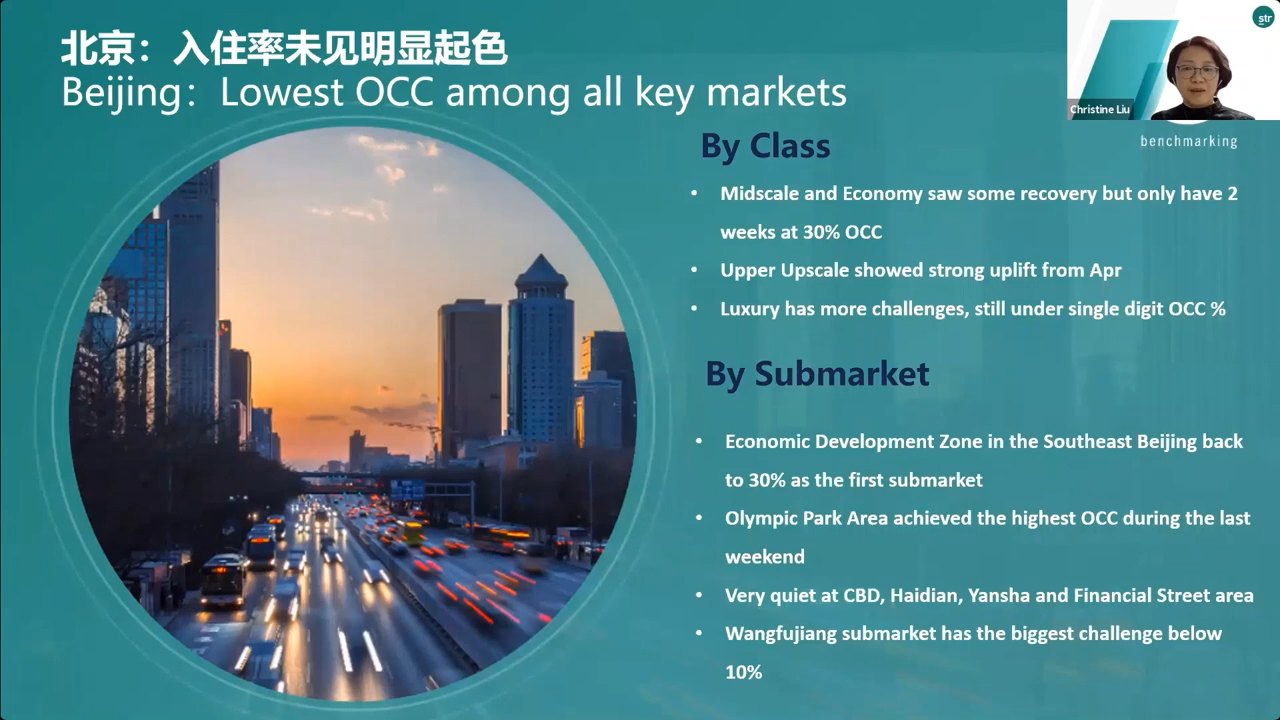 北京：入住率未见明显起色
Beijing：Lowest OCC among all key markets
str
Christine Liu
benchmarking
By Class
• Midscale and Economy saw some recovery but only have 2
weeks at 30% OCC
• Upper Upscale showed strong uplift from Apr
• Luxury has more challenges, still under single digit OCC %
By Submarket
• Economic Development Zone in the Southeast Beijing back
to 30% as the first submarket
• Olympic Park Area achieved the highest OCC during the last
weekend
• Very quiet at CBD, Haidian, Yansha and Financial Street area
• Wangfujiang submarket has the biggest challenge below
10%